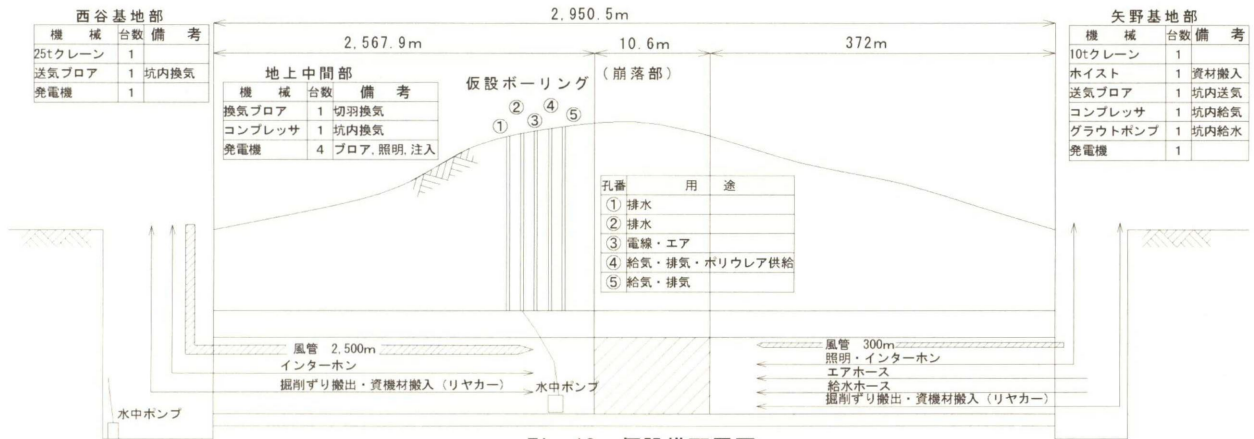 西谷基地部
機 械 台数 備 考
25tクレーン 1
送気ブロア 1 坑内換気
発電機 1
2,950.5m
2,567.9m 10.6m 372m
(崩落部)
地上中間部
機 械 台数 備 考
換気ブロア 1 切羽換気
コンプレッサ 1 坑内換気
発電機 4 ブロア,照明,注入
仮設ボーリング
① ② ③ ④ ⑤
矢野基地部
機 械 台数 備 考
10tクレーン 1
ホイスト 1 資材搬入
送気ブロア 1 坑内送気
コンプレッサ 1 坑内給気
グラウトポンプ 1 坑内給水
発電機 1
孔番 用 途
① 排水
② 排水
③ 電線・エア
④ 給気・排気・ポリウレア供給
⑤ 給気・排気
風管 2,500m
インターホン
掘削ずり搬出・資機材搬入(リヤカー)
水中ポンプ
水中ポンプ
風管 300m
照明・インターホン
エアホース
給水ホース
掘削ずり搬出・資機材搬入(リヤカー)